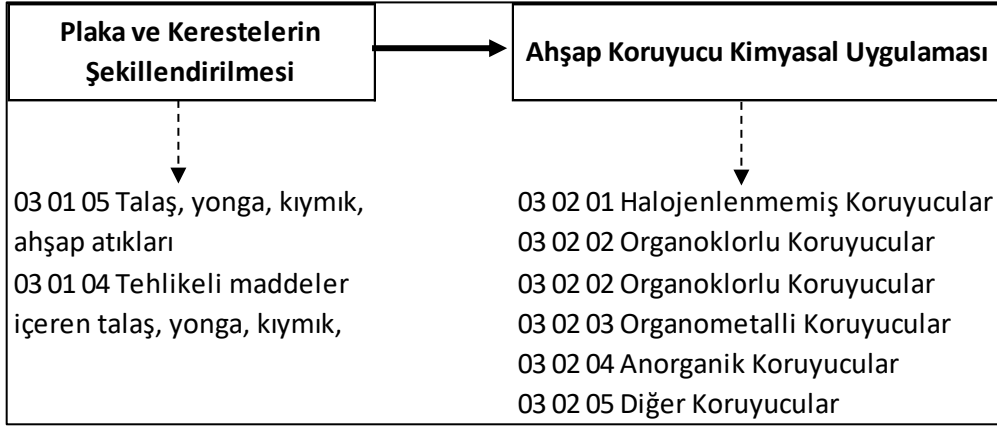 Plaka ve Kerestelerin
Şekillendirilmesi
Ahşap Koruyucu Kimyasal Uygulaması
03 01 05 Talaş, yonga, kıymık,
ahşap atıkları
03 01 04 Tehlikeli maddeler
içeren talaş, yonga, kıymık,
03 02 01 Halojenlenmemiş Koruyucular
03 02 02 Organoklorlu Koruyucular
03 02 02 Organoklorlu Koruyucular
03 02 03 Organometalli Koruyucular
03 02 04 Anorganik Koruyucular
03 02 05 Diğer Koruyucular